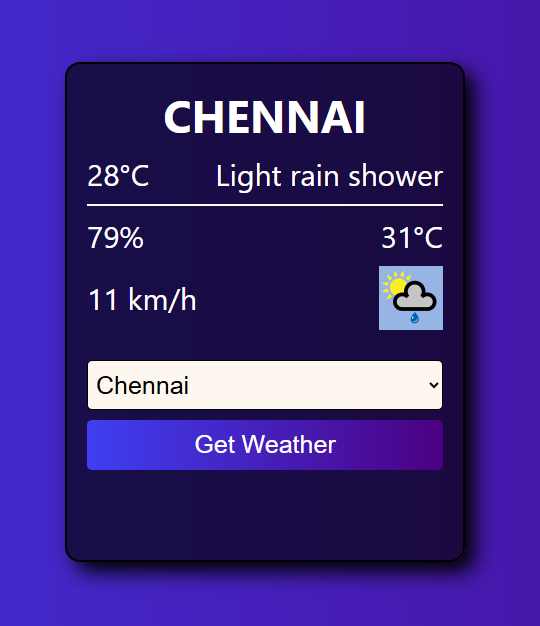 CHENNAI
28°C Light rain shower
79% 31°C
11 km/h
Chennai
Get Weather